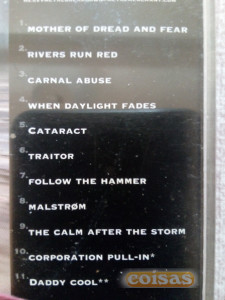 1. MOTHER OF DREAD AND FEAR
2. RIVERS RUN RED
3. CARNAL ABUSE
4. WHEN DAYLIGHT FADES
5. CATARACT
6. TRAITOR
7. FOLLOW THE HAMMER
8. MALSTRØM
9. THE CALM AFTER THE STORM
10. CORPORATION PULL-IN*
11. DADDY COOL**
coisas